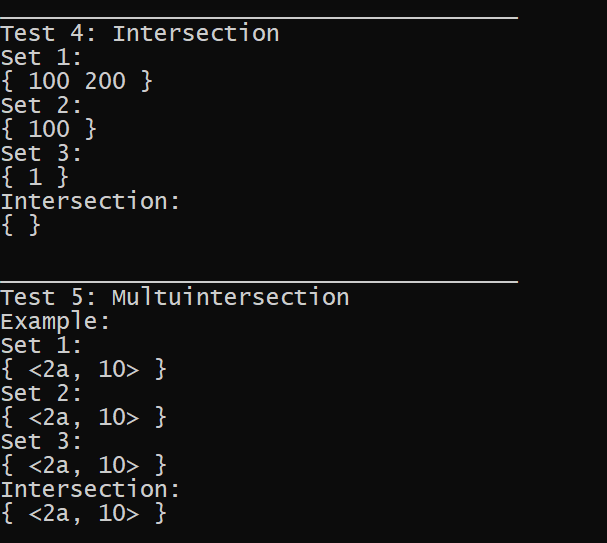 Test 4: Intersection
Set 1:
{ 100 200 }
Set 2:
{ 100 }
Set 3:
{ 1 }
Intersection:
{ }
Test 5: Multuintersection
Example:
Set 1:
{ <2a, 10> }
Set 2:
{ <2a, 10> }
Set 3:
{ <2a, 10> }
Intersection:
{ <2a, 10> }